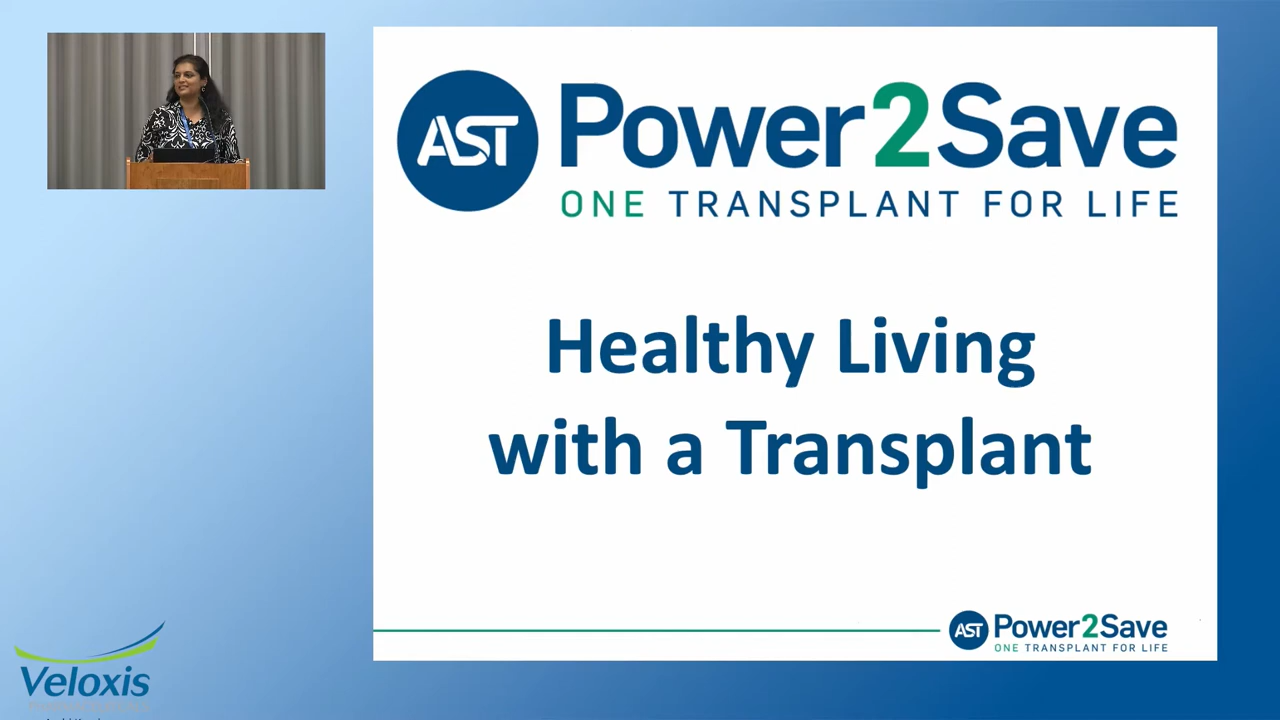 AST Power2Save
ONE TRANSPLANT FOR LIFE
Healthy Living
with a Transplant
AST Power2Save
ONE TRANSPLANT FOR LIFE
Veloxis